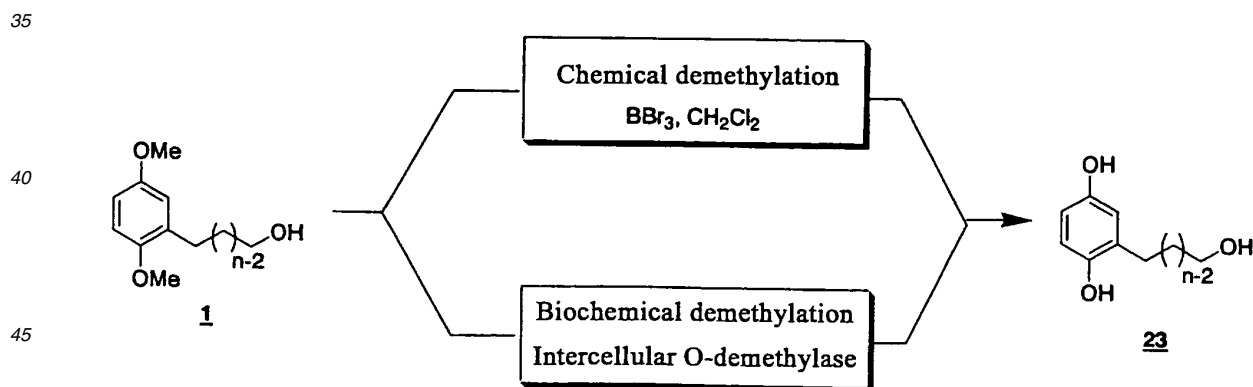 35
Chemical demethylation
BBr3, CH2Cl2
OMe
OH
n-2
OMe
1
40
OH
OH
n-2
OH
23
Biochemical demethylation
Intercellular O-demethylase
45